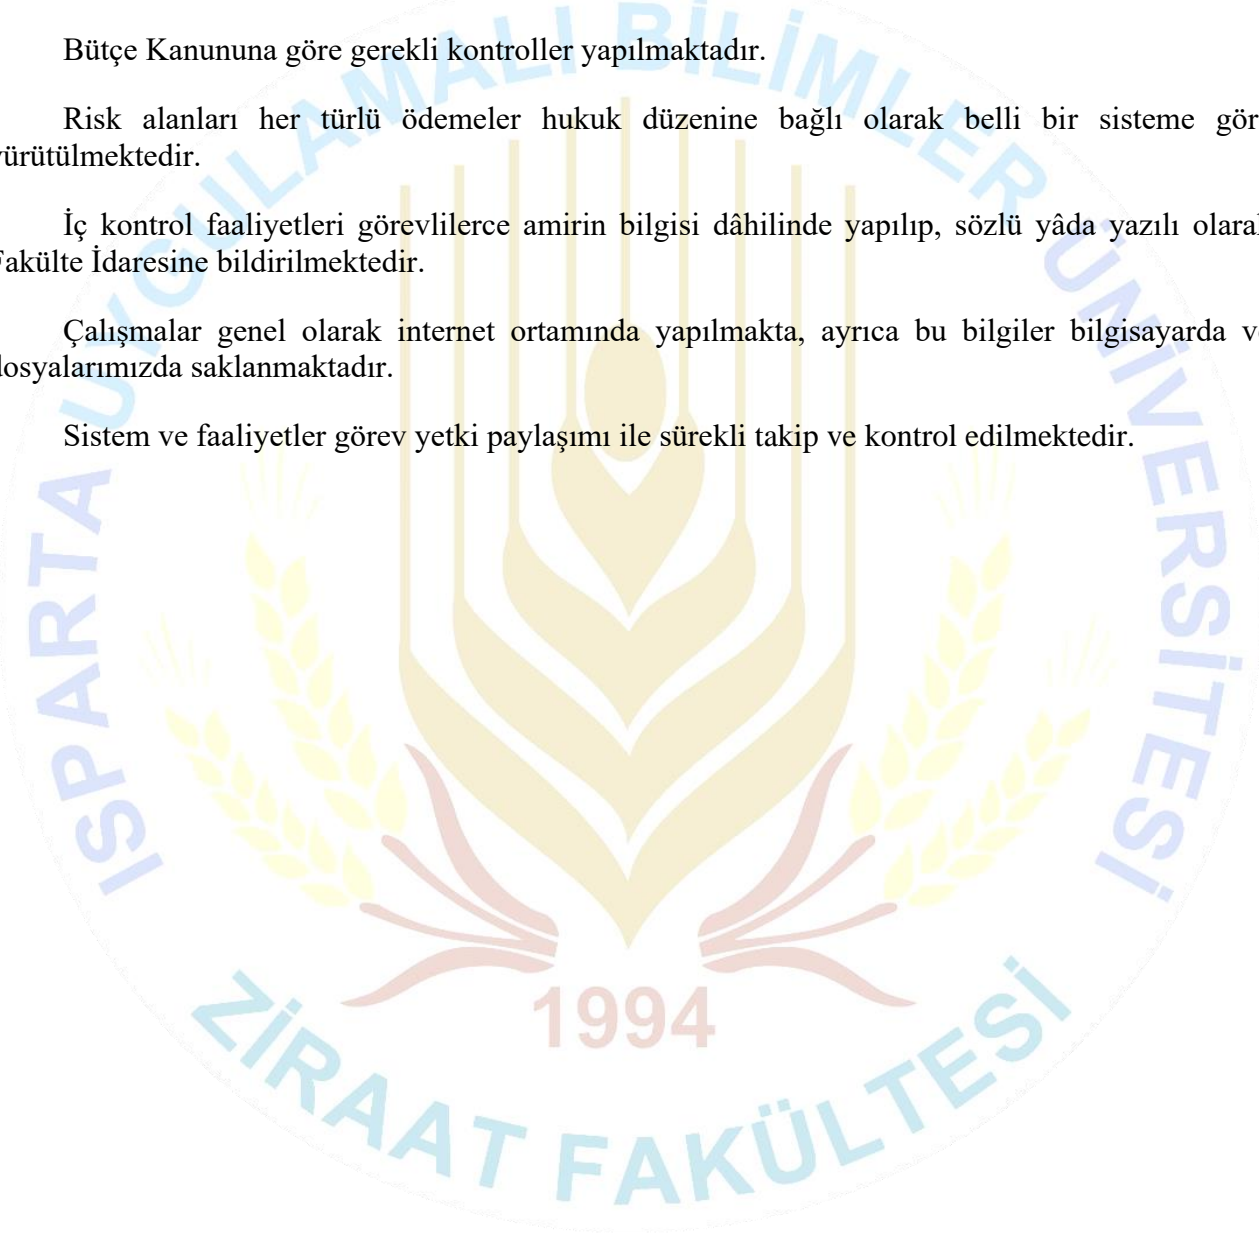 Bütçe Kanununa göre gerekli kontroller yapılmaktadır.
Risk alanları her türlü ödemeler hukuk düzenine bağlı olarak belli bir sisteme gör
yürütülmektedir.
İç kontrol faaliyetleri görevlilerce amirin bilgisi dâhilinde yapılıp, sözlü yâda yazılı olarak
Fakülte İdaresine bildirilmektedir.
Çalışmalar genel olarak internet ortamında yapılmakta, ayrıca bu bilgiler bilgisayarda ve
dosyalarımızda saklanmaktadır.
Sistem ve faaliyetler görev yetki paylaşımı ile sürekli takip ve kontrol edilmektedir.
ISPARTA UYGULAMALI BİLİMLER ÜNİVERSİTESİ
1994
ZİRAAT FAKÜLTESİ